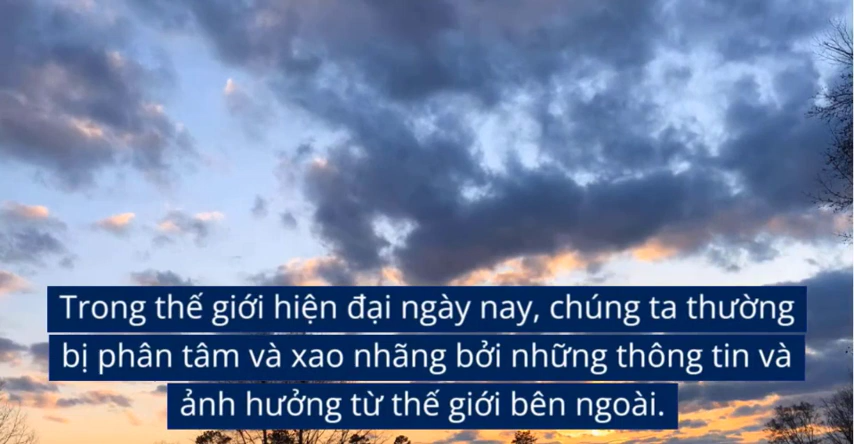 Trong thế giới hiện đại ngày nay, chúng ta thường
bị phân tâm và xao nhãng bởi những thông tin và
ảnh hưởng từ thế giới bên ngoài.